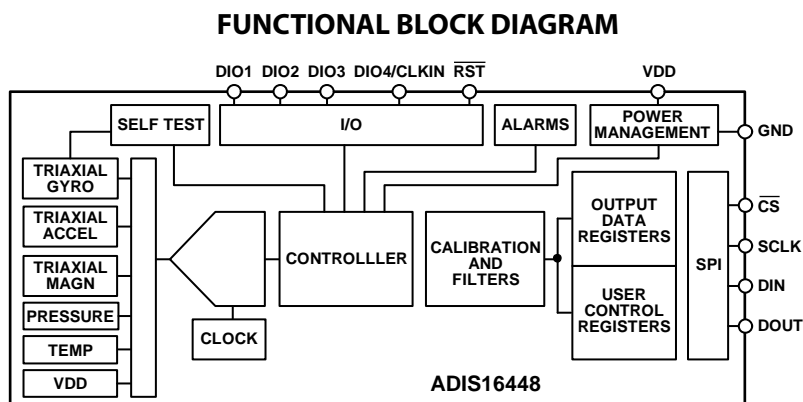 FUNCTIONAL BLOCK DIAGRAM
DIO1 DIO2 DIO3 DIO4/CLKIN RST VDD
SELF TEST
I/O
ALARMS
POWER
MANAGEMENT
GND
TRIAXIAL
GYRO
TRIAXIAL
ACCEL
TRIAXIAL
MAGN
PRESSURE
TEMP
VDD
CLOCK
CONTROLLLER
CALIBRATION
AND
FILTERS
OUTPUT
DATA
REGISTERS
USER
CONTROL
REGISTERS
SPI
CS
SCLK
DIN
DOUT
ADIS16448